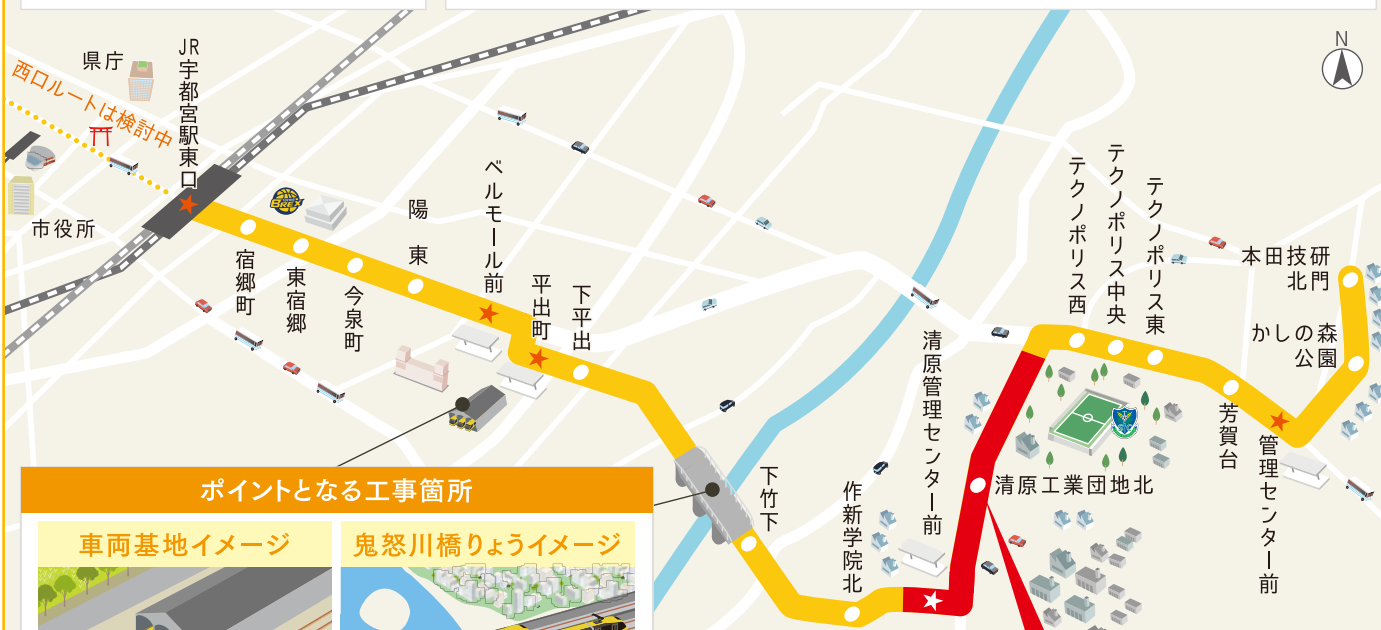 N
県庁
西口ルートは検討中
JR宇都宮駅東口
市役所
BREX
宿郷町
東宿郷
今泉町
陽東
ベルモール前
平出町
下平出
下竹下
作新学院北
清原管理センター前
清原工業団地北
テクノポリス西
テクノポリス中央
テクノポリス東
芳賀台
管理センター前
かしの森
公園
本田技研
北門
ポイントとなる工事箇所
車両基地イメージ
鬼怒川橋りょうイメージ